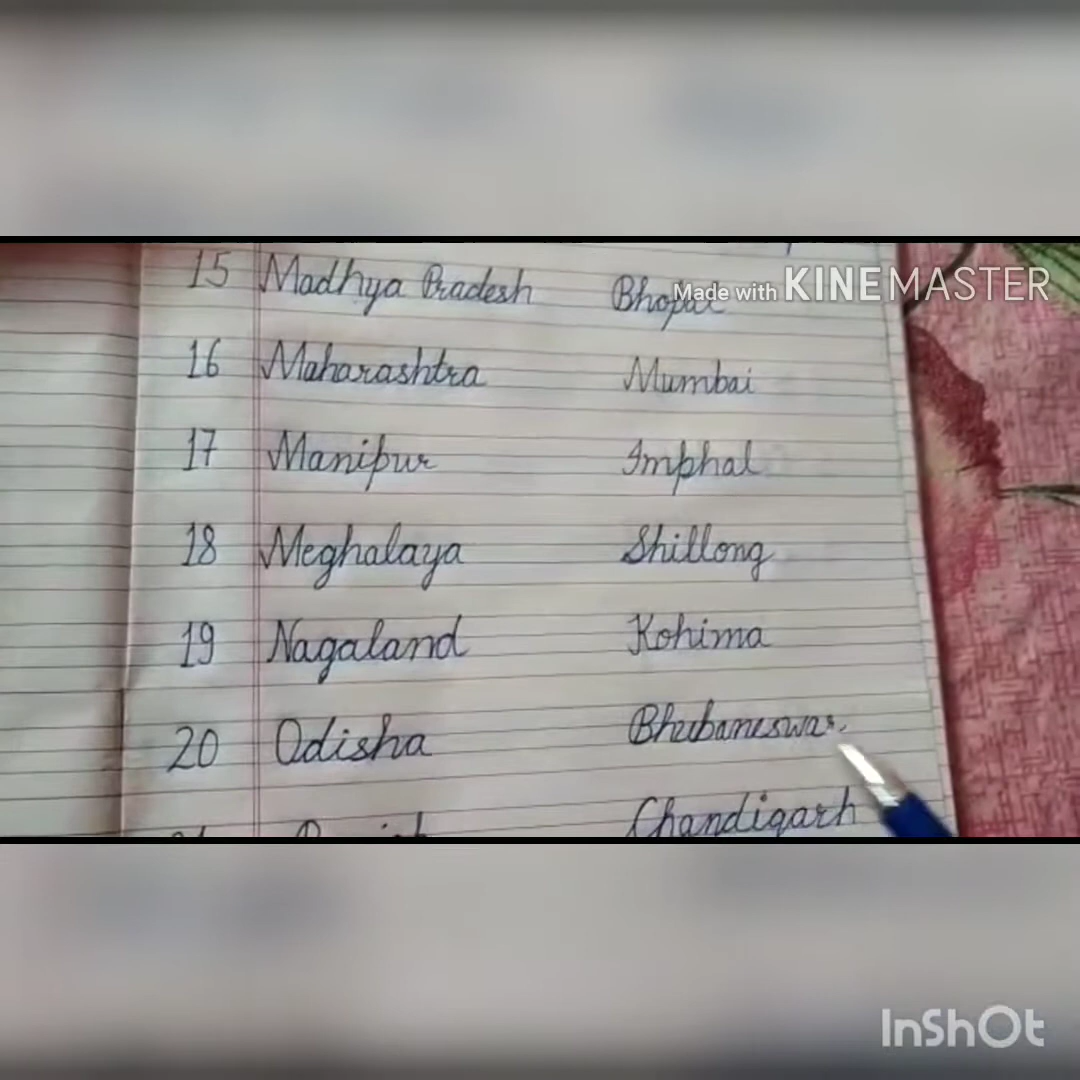 15 Madhya Pradesh Bhopal
Made with KINEMASTER
16 Maharashtra Mumbai
17 Manipur Imphal
18 Meghalaya Shillong
19 Nagaland Kohima
20 Odisha Bhubaneswar
Chandigarh
InShOt